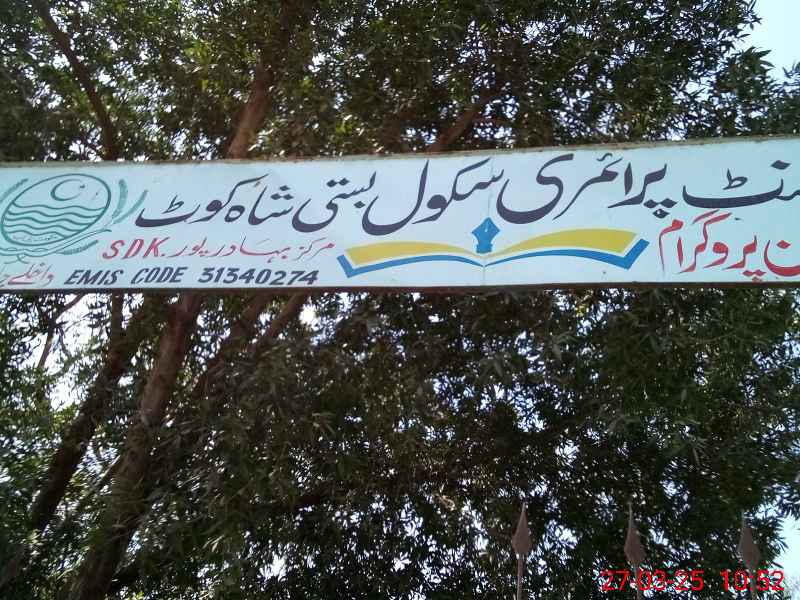 نٹ پرائمری سکول بستی شاہ کوٹ
ن پروگرام
مرکز بہادر پور. SDK
EMIS CODE 31340274
داخلے
27-03-25 10:52